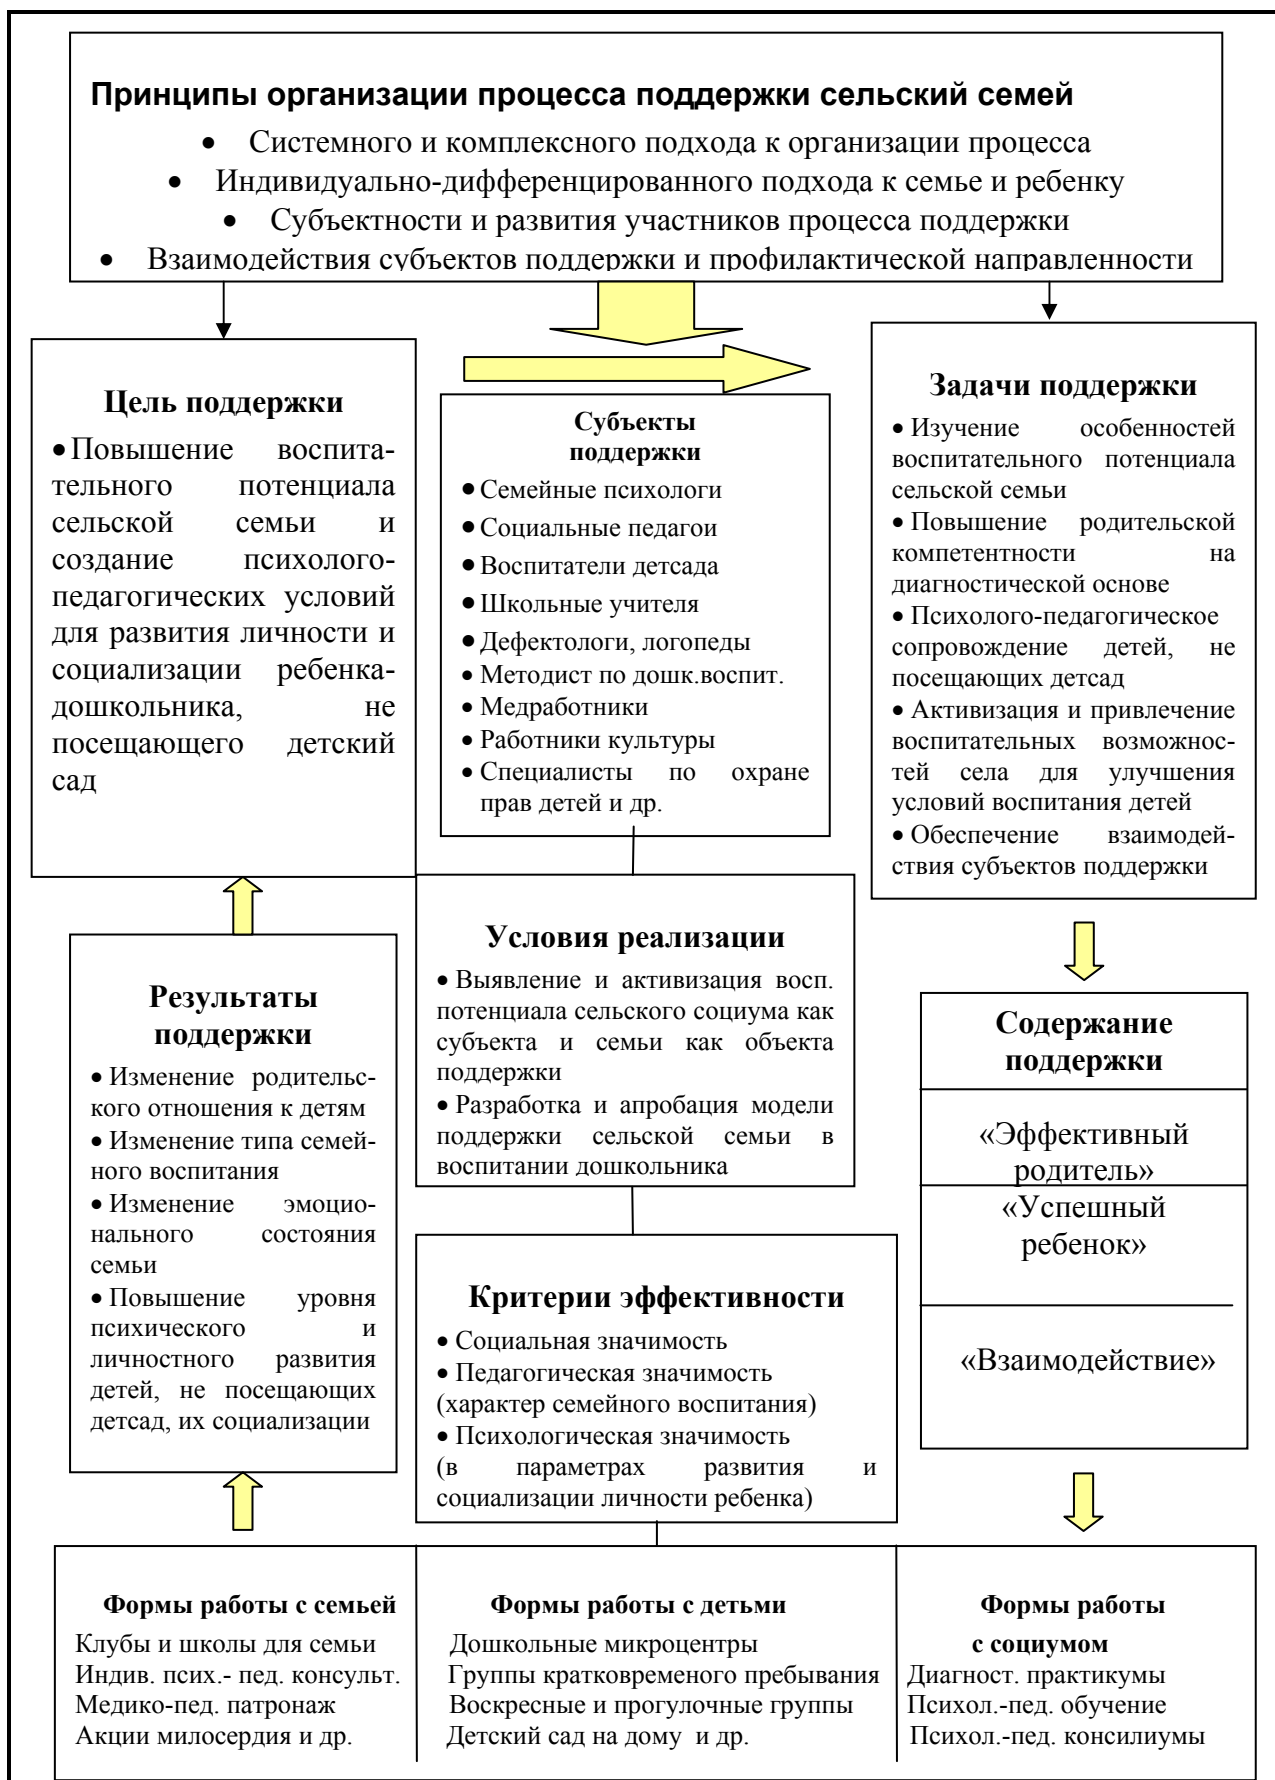 Принципы организации процесса поддержки сельский семей
• Системного и комплексного подхода к организации процесса
• Индивидуально-дифференцированного подхода к семье и ребенку
• Субъектности и развития участников процесса поддержки
• Взаимодействия субъектов поддержки и профилактической направленности
Цель поддержки
• Повышение воспита-
тельного потенциала
сельской семьи и
создание психолого-
педагогических условий
для развития личности и
социализации ребенка-
дошкольника, не
посещающего детский
сад
Субъекты
поддержки
• Семейные психологи
• Социальные педагои
• Воспитатели детсада
• Школьные учителя
• Дефектологи, логопеды
• Методист по дошк.воспит.
• Медработники
• Работники культуры
• Специалисты по охране
прав детей и др.
Задачи поддержки
• Изучение особенностей
воспитательного потенциала
сельской семьи
• Повышение родительской
компетентности на
диагностической основе
• Психолого-педагогическое
сопровождение детей, не
посещающих детсад
• Активизация и привлечение
воспитательных возможнос-
тей села для улучшения
условий воспитания детей
• Обеспечение взаимодей-
ствия субъектов поддержки
Результаты
поддержки
• Изменение родительс-
кого отношения к детям
• Изменение типа семей-
ного воспитания
• Изменение эмоцио-
нального состояния
семьи
• Повышение уровня
психического и
личностного развития
детей, не посещающих
детсад, их социализации
Условия реализации
• Выявление и активизация восп.
потенциала сельского социума как
субъекта и семьи как объекта
поддержки
• Разработка и апробация модели
поддержки сельской семьи в
воспитании дошкольника
Содержание
поддержки
«Эффективный
родитель»
«Успешный
ребенок»
«Взаимодействие»
Критерии эффективности
• Социальная значимость
• Педагогическая значимость
(характер семейного воспитания)
• Психологическая значимость
(в параметрах развития и
социализации личности ребенка)
Формы работы с семьей
Клубы и школы для семьи
Индив. псих.- пед. консульт.
Медико-пед. патронаж
Акции милосердия и др.
Формы работы с детьми
Дошкольные микроцентры
Группы кратковременого пребывания
Воскресные и прогулочные группы
Детский сад на дому и др.
Формы работы
с социумом
Диагност. практикумы
Психол.-пед. обучение
Психол.-пед. консилиумы